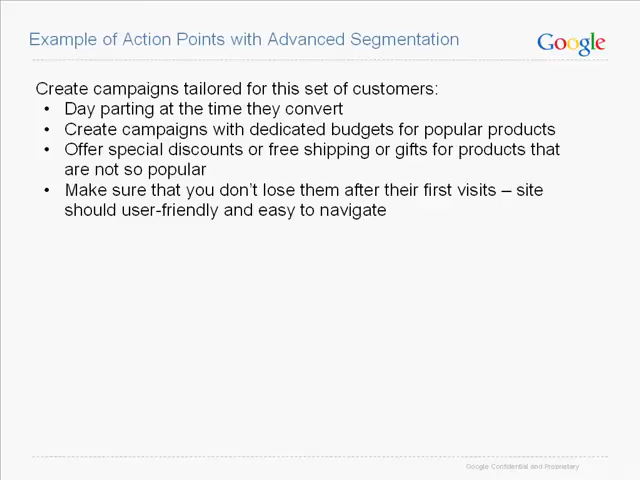 Example of Action Points with Advanced Segmentation
Google
Create campaigns tailored for this set of customers:
• Day parting at the time they convert
• Create campaigns with dedicated budgets for popular products
• Offer special discounts or free shipping or gifts for products that
are not so popular
• Make sure that you don’t lose them after their first visits – site
should user-friendly and easy to navigate
Google Confidential and Proprietary